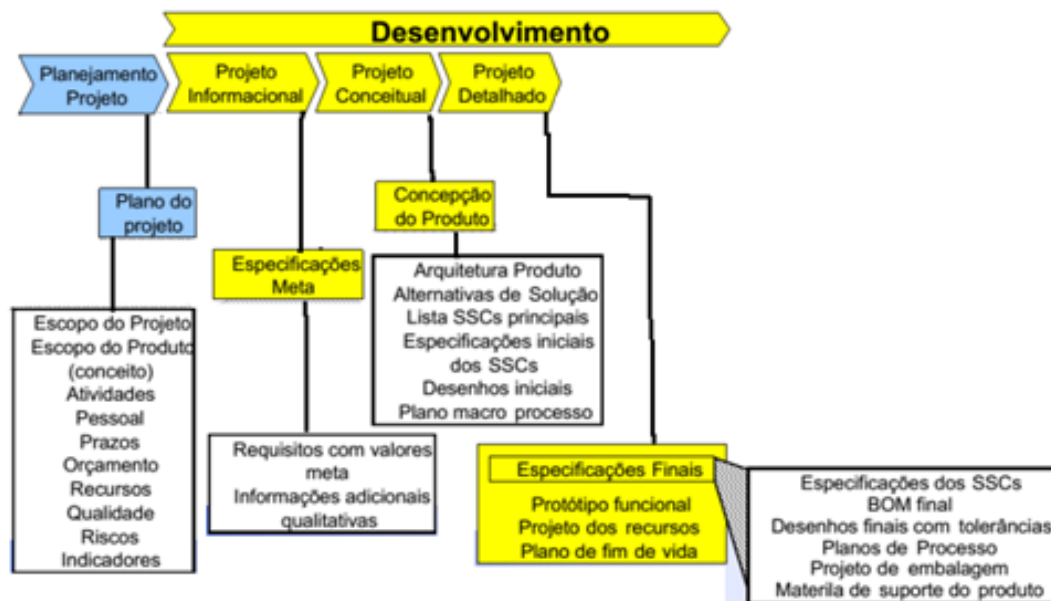 Desenvolvimento
Planejamento
Projeto
Projeto
Informacional
Projeto
Conceitual
Projeto
Detalhado
Plano do
projeto
Concepção
do Produto
Especificações
Meta
Escopo do Projeto
Escopo do Produto
(conceito)
Atividades
Pessoal
Prazos
Orçamento
Recursos
Qualidade
Riscos
Indicadores
Requisitos com valores
meta
Informações adicionais
qualitativas
Arquitetura Produto
Alternativas de Solução
Lista SSCs principais
Especificações iniciais
dos SSCs
Desenhos iniciais
Plano macro processo
Especificações Finais
Protótipo funcional
Projeto dos recursos
Plano de fim de vida
Especificações dos SSCs
BOM final
Desenhos finais com tolerâncias
Planos de Processo
Projeto de embalagem
Materila de suporte do produto